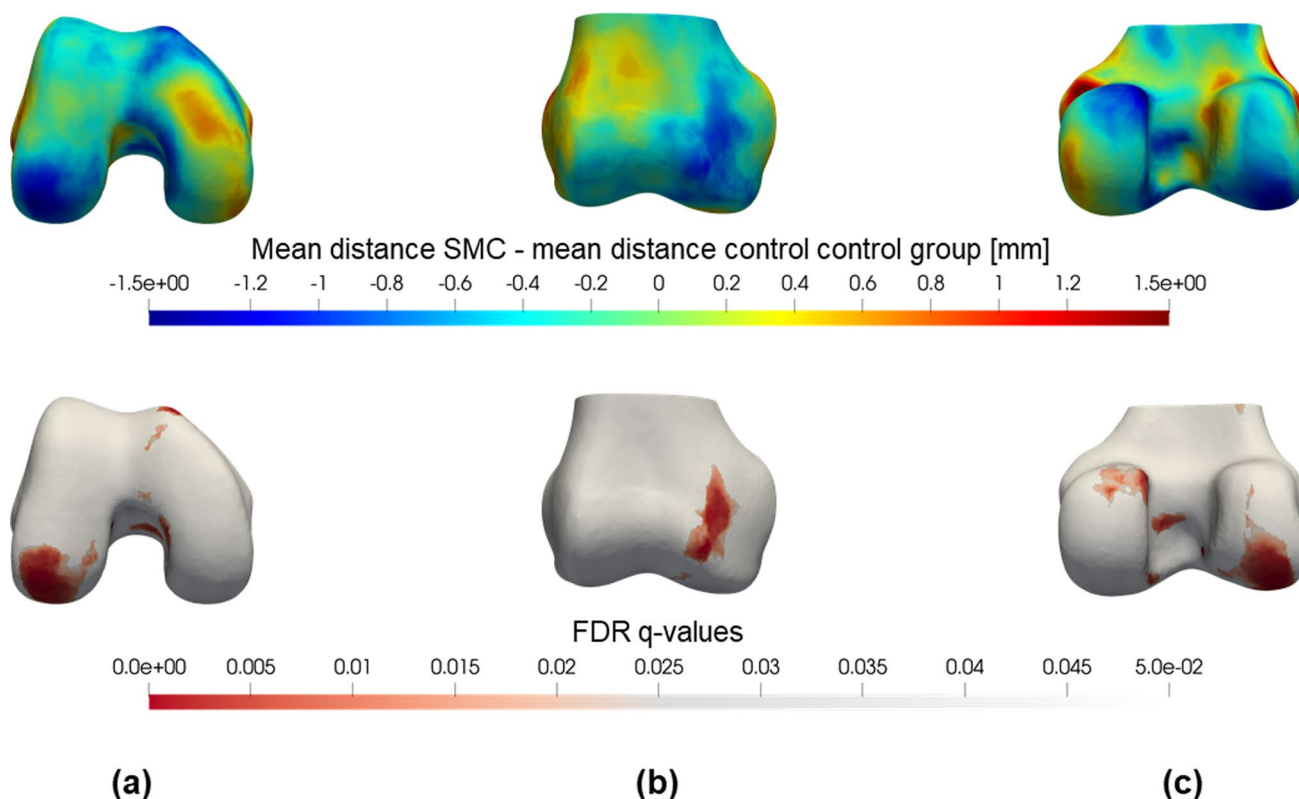 Mean distance SMC - mean distance control control group [mm]
-1.5e+00 -1.2 -1 -0.8 -0.6 -0.4 -0.2 0 0.2 0.4 0.6 0.8 1 1.2 1.5e+00
FDR q-values
0.0e+00 0.005 0.01 0.015 0.02 0.025 0.03 0.035 0.04 0.045 5.0e-02
(a) (b) (c)